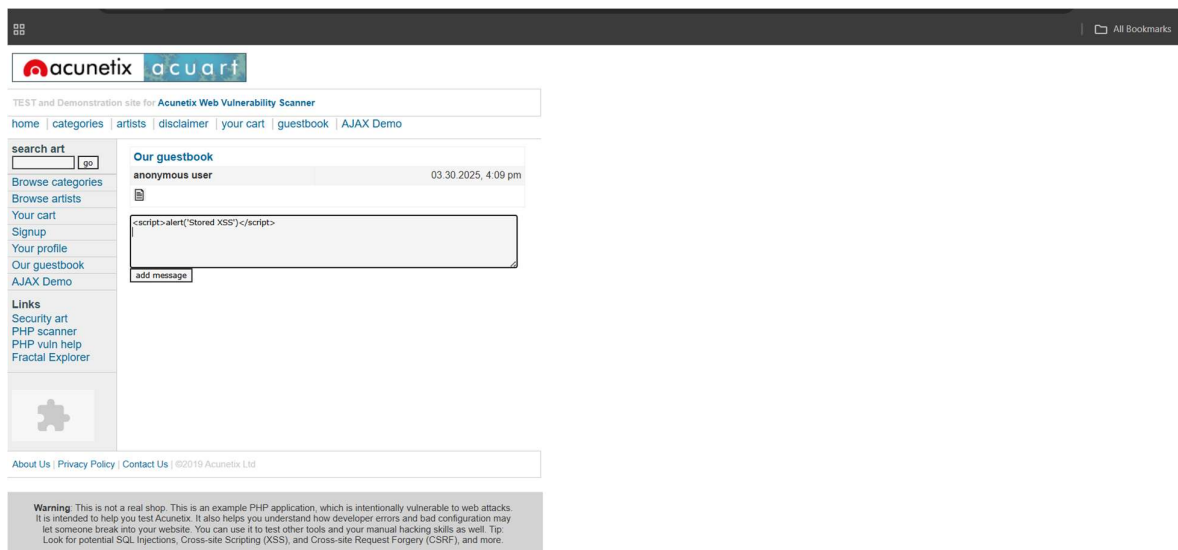 All Bookmarks
acunetix acuart
TEST and Demonstration site for Acunetix Web Vulnerability Scanner
home | categories | artists | disclaimer | your cart | guestbook | AJAX Demo
search art
go
Browse categories
Browse artists
Your cart
Signup
Your profile
Our guestbook
AJAX Demo
Links
Security art
PHP scanner
PHP vuln help
Fractal Explorer
Our guestbook
anonymous user 03.30.2025, 4:09 pm
<script>alert('Stored XSS')</script>
add message
About Us | Privacy Policy | Contact Us | ©2019 Acunetix Ltd
Warning: This is not a real shop. This is an example PHP application, which is intentionally vulnerable to web attacks.
It is intended to help you test Acunetix. It also helps you understand how developer errors and bad configuration may
let someone break into your website. You can use it to test other tools and your manual hacking skills as well. Tip:
Look for potential SQL Injections, Cross-site Scripting (XSS), and Cross-site Request Forgery (CSRF), and more.